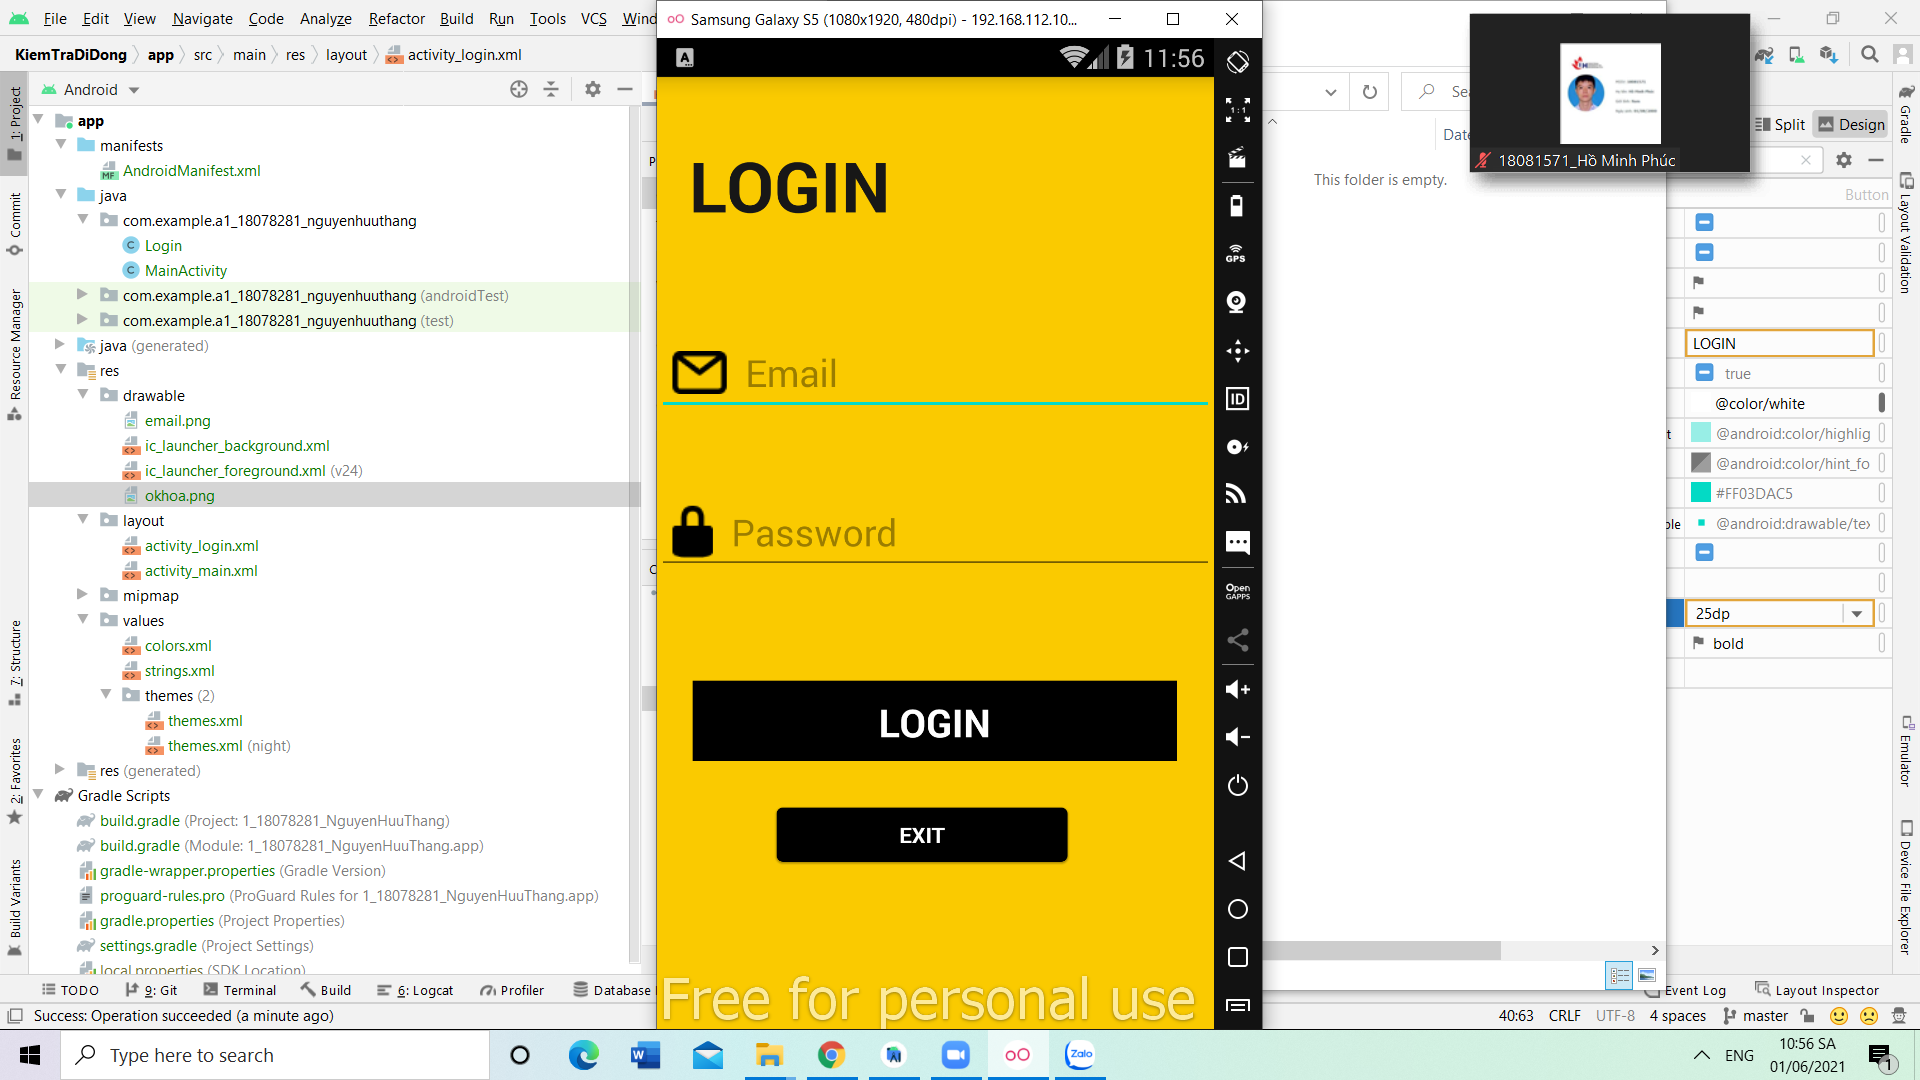 File Edit View Navigate Code Analyze Refactor Build Run Tools VCS Wind
Samsung Galaxy S5 (1080x1920, 480dpi) - 192.168.112.10...
KiemTraDiDong app src main res layout activity_login.xml
Android
app
manifests
AndroidManifest.xml
java
com.example.a1_18078281_nguyenhuuthang
Login
MainActivity
com.example.a1_18078281_nguyenhuuthang (androidTest)
com.example.a1_18078281_nguyenhuuthang (test)
java (generated)
res
drawable
email.png
ic_launcher_background.xml
ic_launcher_foreground.xml (v24)
okhoa.png
layout
activity_login.xml
activity_main.xml
mipmap
values
colors.xml
strings.xml
themes (2)
themes.xml
themes.xml (night)
res (generated)
Gradle Scripts
build.gradle (Project: 1_18078281_NguyenHuuThang)
build.gradle (Module: 1_18078281_NguyenHuuThang.app)
gradle-wrapper.properties (Gradle Version)
proguard-rules.pro (ProGuard Rules for 1_18078281_NguyenHuuThang.app)
gradle.properties (Project Properties)
settings.gradle (Project Settings)
local.properties (SDK Location)
1: Project
Commit
Resource Manager
7: Structure
2: Favorites
Build Variants
11:56
LOGIN
Email
Password
LOGIN
EXIT
Free for personal use
1:1
GPS
ID
Open GAPPS
Sea
Date
This folder is empty.
18081571_Hồ Minh Phúc
Split Design
Button
LOGIN
true
@color/white
@android:color/highlig
@android:color/hint_fo
#FF03DAC5
@android:drawable/tex
25dp
bold
Gradle
Layout Validation
Emulator
Device File Explorer
TODO 9: Git Terminal Build 6: Logcat Profiler Database
Event Log Layout Inspector
Success: Operation succeeded (a minute ago)
40:63 CRLF UTF-8 4 spaces master
Type here to search
Zalo
ENG
10:56 SA
01/06/2021
1